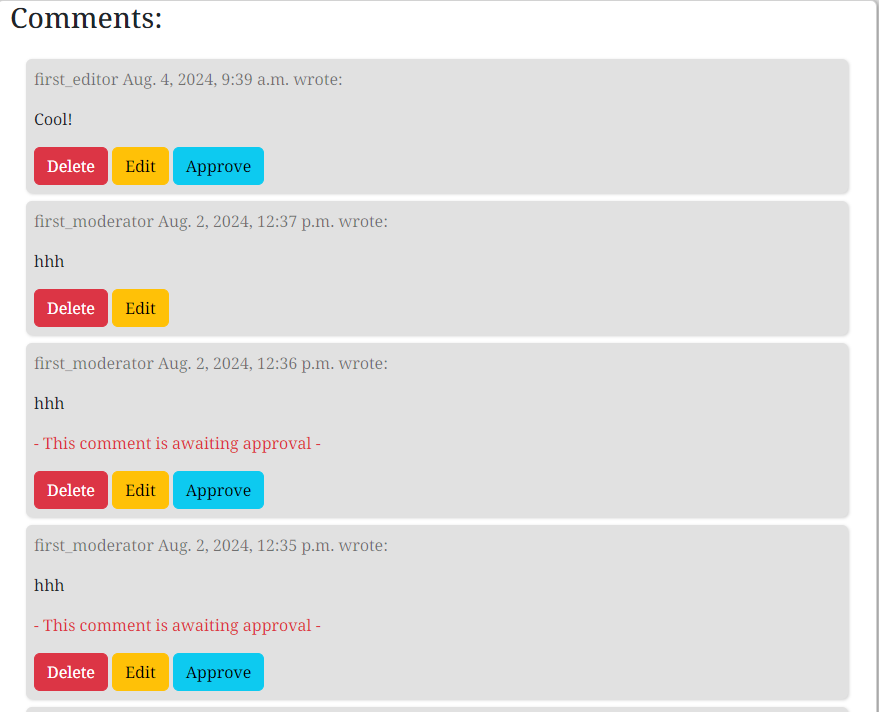 Comments:
first_editor Aug. 4, 2024, 9:39 a.m. wrote:
Cool!
Delete Edit Approve
first_moderator Aug. 2, 2024, 12:37 p.m. wrote:
hhh
Delete Edit
first_moderator Aug. 2, 2024, 12:36 p.m. wrote:
hhh
- This comment is awaiting approval -
Delete Edit Approve
first_moderator Aug. 2, 2024, 12:35 p.m. wrote:
hhh
- This comment is awaiting approval -
Delete Edit Approve